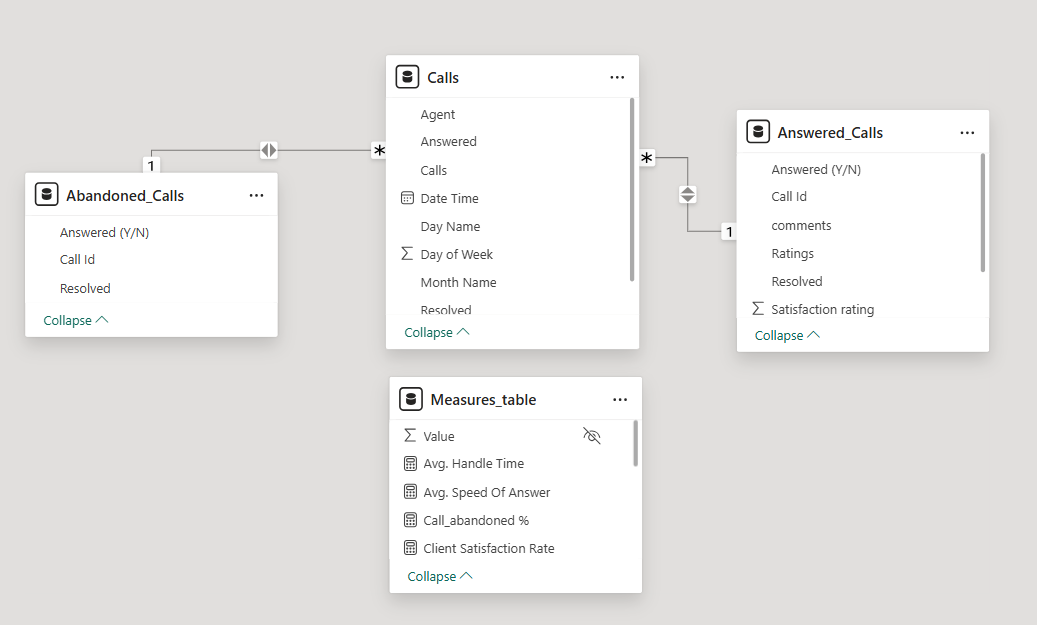 Calls
Agent
Answered
Calls
Date Time
Day Name
Day of Week
Month Name
Resolved
Collapse
*
*
1
1
Abandoned_Calls
Answered (Y/N)
Call Id
Resolved
Collapse
Answered_Calls
Answered (Y/N)
Call Id
comments
Ratings
Resolved
Σ Satisfaction rating
Collapse
Measures_table
Σ Value
Avg. Handle Time
Avg. Speed Of Answer
Call_abandoned %
Client Satisfaction Rate
Collapse